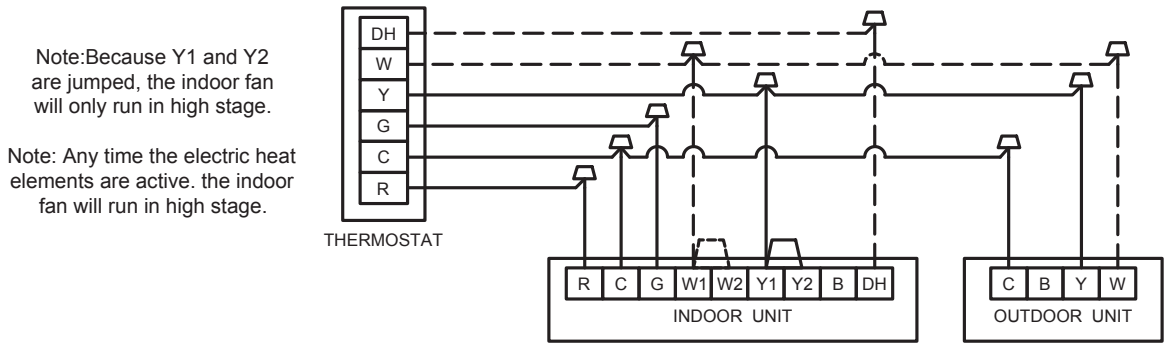 Note:Because Y1 and Y2
are jumped, the indoor fan
will only run in high stage.
Note: Any time the electric heat
elements are active. the indoor
fan will run in high stage.
DH
W
Y
G
C
R
THERMOSTAT
R C G W1 W2 Y1 Y2 B DH
INDOOR UNIT
C B Y W
OUTDOOR UNIT